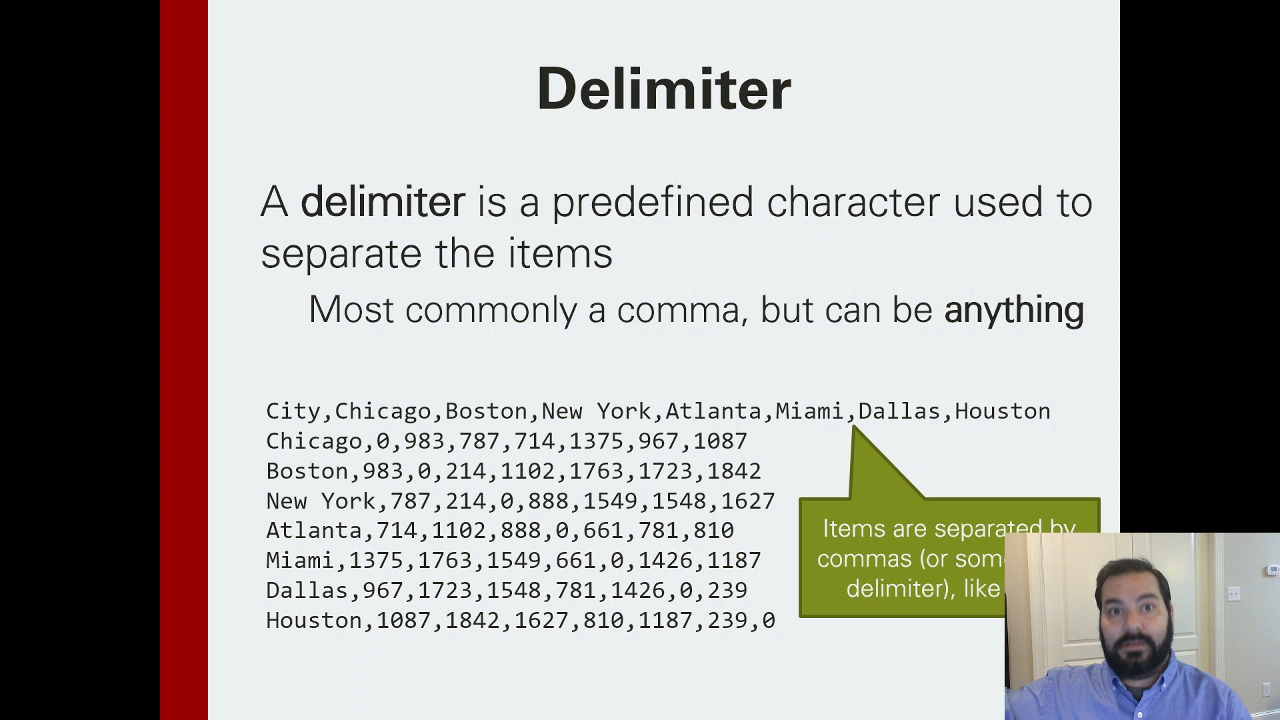 Delimiter
A delimiter is a predefined character used to
separate the items
Most commonly a comma, but can be anything
City,Chicago,Boston,New York,Atlanta,Miami,Dallas,Houston
Chicago,0,983,787,714,1375,967,1087
Boston,983,0,214,1102,1763,1723,1842
New York,787,214,0,888,1549,1548,1627
Atlanta,714,1102,888,0,661,781,810
Miami,1375,1763,1549,661,0,1426,1187
Dallas,967,1723,1548,781,1426,0,239
Houston,1087,1842,1627,810,1187,239,0
Items are separated by
commas (or som
delimiter), like